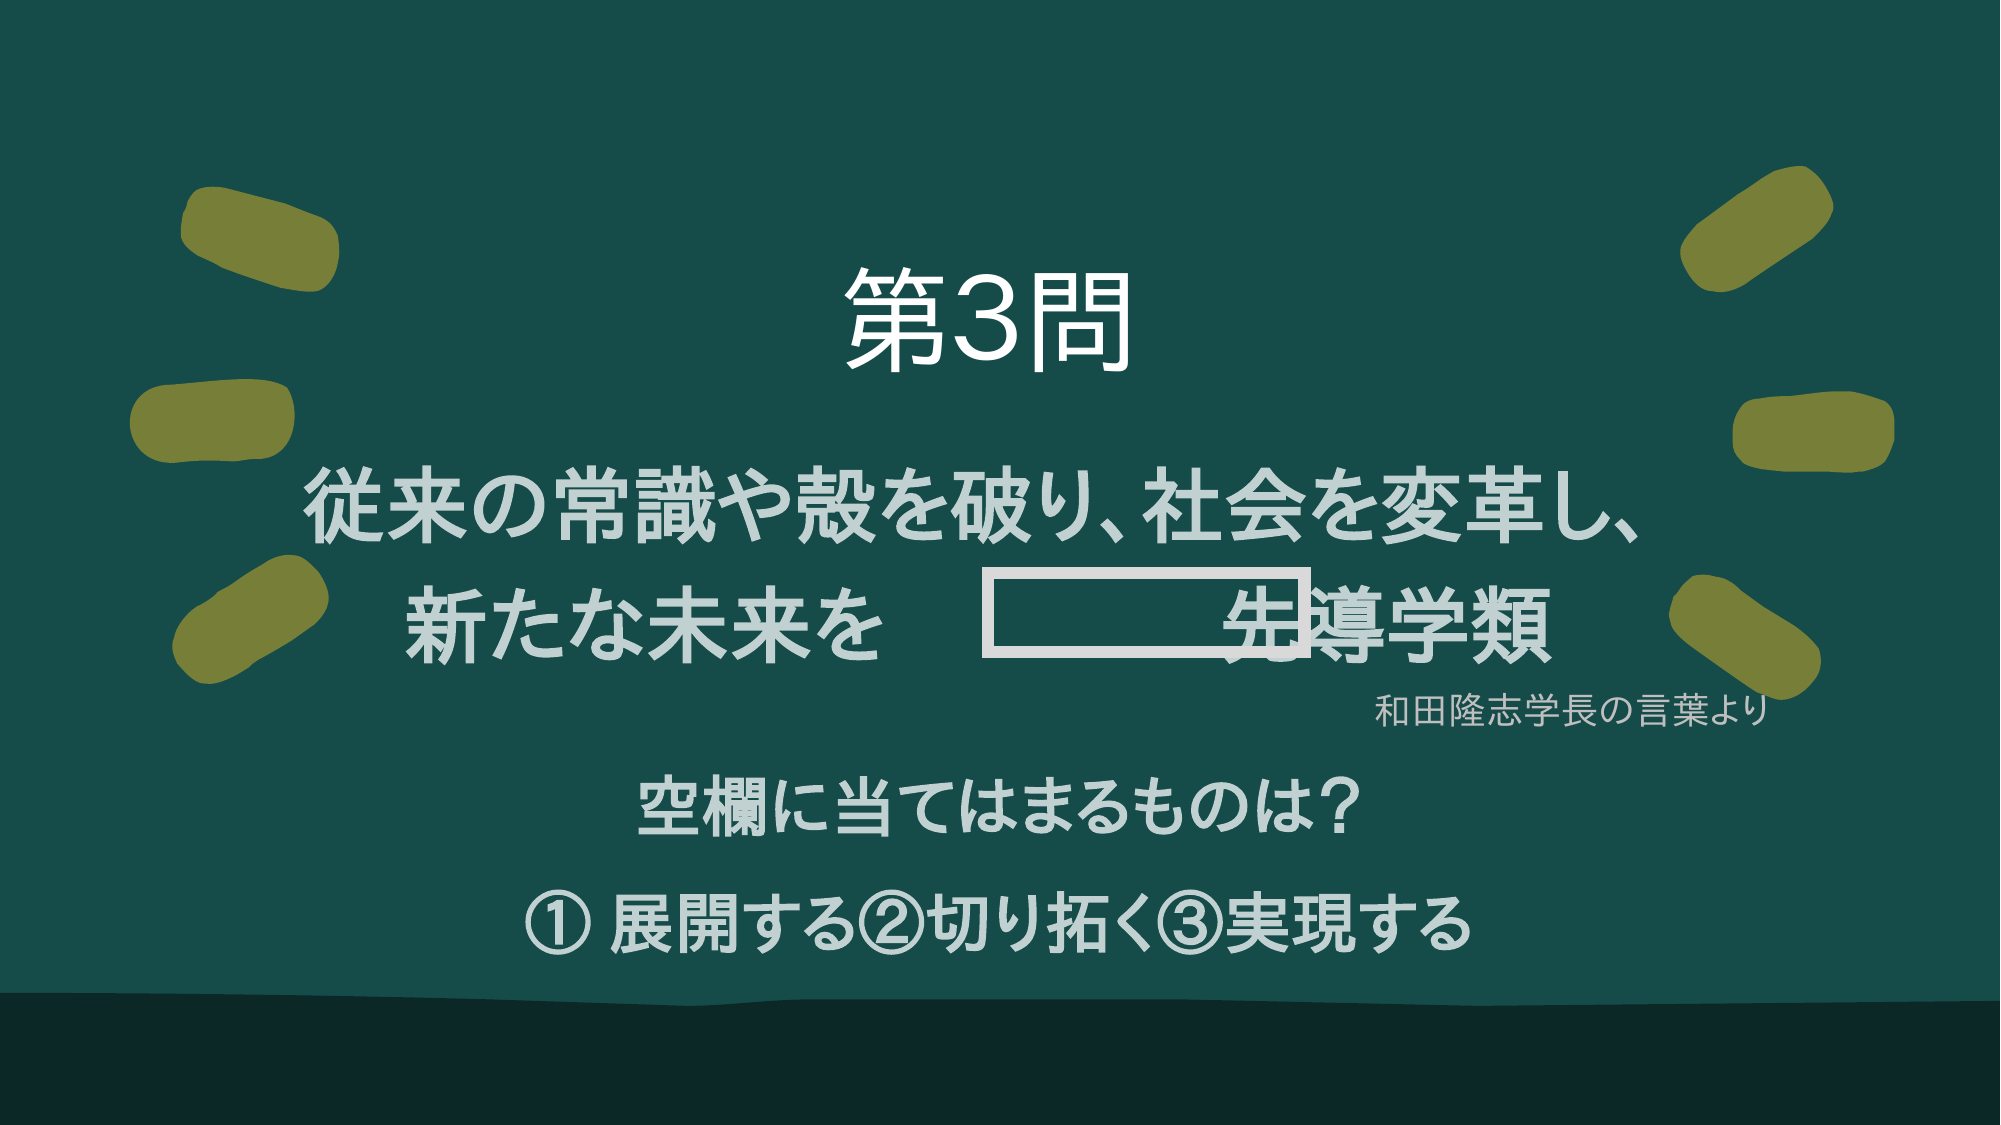 第3問
従来の常識や殻を破り、社会を変革し、
新たな未来を 先導学類
和田隆志学長の言葉より
空欄に当てはまるものは？
① 展開する②切り拓く③実現する